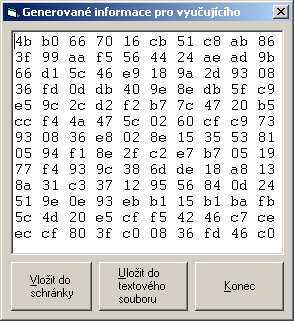 Generované informace pro vyučujícího
4b b0 66 70 16 cb 51 c8 ab 86
3f 99 aa f5 56 44 24 ae ad 9b
66 d1 5c 46 e9 18 9a 2d 93 08
36 fd 0d db 40 9e 8e db 5f c9
e5 9c 2c d2 f2 b7 7c 47 20 b5
cc f4 4a 47 5c 02 60 cf c9 73
93 08 36 e8 02 8e 15 35 53 81
05 94 f1 8e 2f c2 e7 b7 05 19
77 f4 93 9c 38 6d de 18 a8 13
8a 31 c3 37 12 95 56 84 0d 24
51 9e 0e 93 eb b1 15 b1 ba fb
5c 4d 20 e5 cf f5 42 46 c7 ce
ec cf 80 3f c0 08 36 fd 46 c0
Vložit do
schránky
Uložit do
textového
souboru
Konec